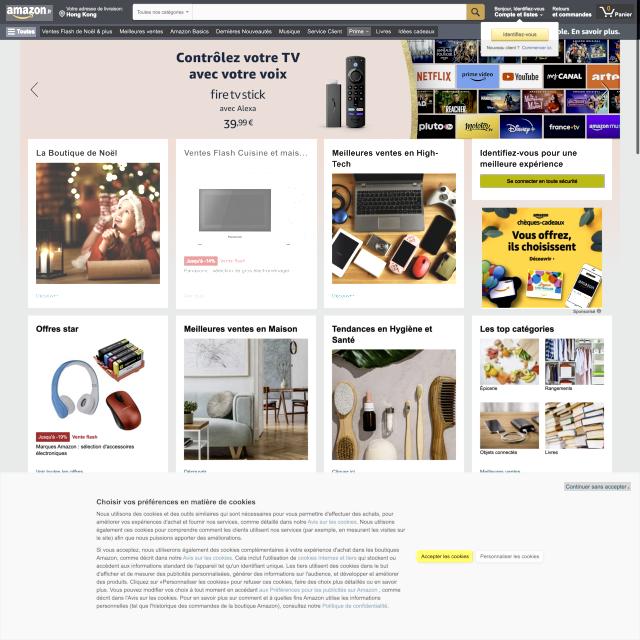 amazon.fr
Votre adresse de livraison:
Hong Kong
Toutes nos catégories
Bonjour, Identifiez-vous
Compte et listes
Retours
et commandes
0
Panier
Toutes
Ventes Flash de Noël & plus
Meilleures ventes
Amazon Basics
Dernières Nouveautés
Musique
Service Client
Prime
Livres
Idées cadeaux
ble. En savoir plus.
Identifiez-vous
Nouveau client ? Commencer ici.
Contrôlez votre TV
avec votre voix
fire tv stick
avec Alexa
39,99 €
NETFLIX
prime video
YouTube
CANAL
arte
REACHER
pluto tv
molotov
Disney+
france•tv
amazon music
La Boutique de Noël
Découvrir
Ventes Flash Cuisine et mais...
Jusqu'à -14%
Vente flash
Panasonic : sélection de gros électroménager
Meilleures ventes en High-
Tech
Découvrir
Identifiez-vous pour une
meilleure expérience
Se connecter en toute sécurité
amazon
chèques-cadeaux
Vous offrez,
ils choisissent
Découvrir ›
Sponsorisé
Offres star
Jusqu'à -19%
Vente flash
Marques Amazon : sélection d'accessoires
électroniques
Voir toutes les offres
Meilleures ventes en Maison
Découvrir
Tendances en Hygiène et
Santé
Cliquez ici
Les top catégories
Épicerie
Rangements
Objets connectés
Livres
Meilleures ventes
Continuer sans accepter
Choisir vos préférences en matière de cookies
Nous utilisons des cookies et des outils similaires qui sont nécessaires pour vous permettre d'effectuer des achats, pour
améliorer vos expériences d'achat et fournir nos services, comme détaillé dans notre Avis sur les cookies. Nous utilisons
également ces cookies pour comprendre comment les clients utilisent nos services (par exemple, en mesurant les visites sur
le site) afin que nous puissions apporter des améliorations.
Si vous acceptez, nous utiliserons également des cookies complémentaires à votre expérience d'achat dans les boutiques
Amazon, comme décrit dans notre Avis sur les cookies. Cela inclut l'utilisation de cookies internes et tiers qui stockent ou
accèdent aux informations standard de l'appareil tel qu'un identifiant unique. Les tiers utilisent des cookies dans le but
d'afficher et de mesurer des publicités personnalisées, générer des informations sur l'audience, et développer et améliorer
des produits. Cliquez sur «Personnaliser les cookies» pour refuser ces cookies, faire des choix plus détaillés ou en savoir
plus. Vous pouvez modifier vos choix à tout moment en accédant aux Préférences pour les publicités sur Amazon , comme
décrit dans l'Avis sur les cookies. Pour en savoir plus sur comment et à quelles fins Amazon utilise les informations
personnelles (tel que l'historique des commandes de la boutique Amazon), consultez notre Politique de confidentialité.
Accepter les cookies
Personnaliser les cookies